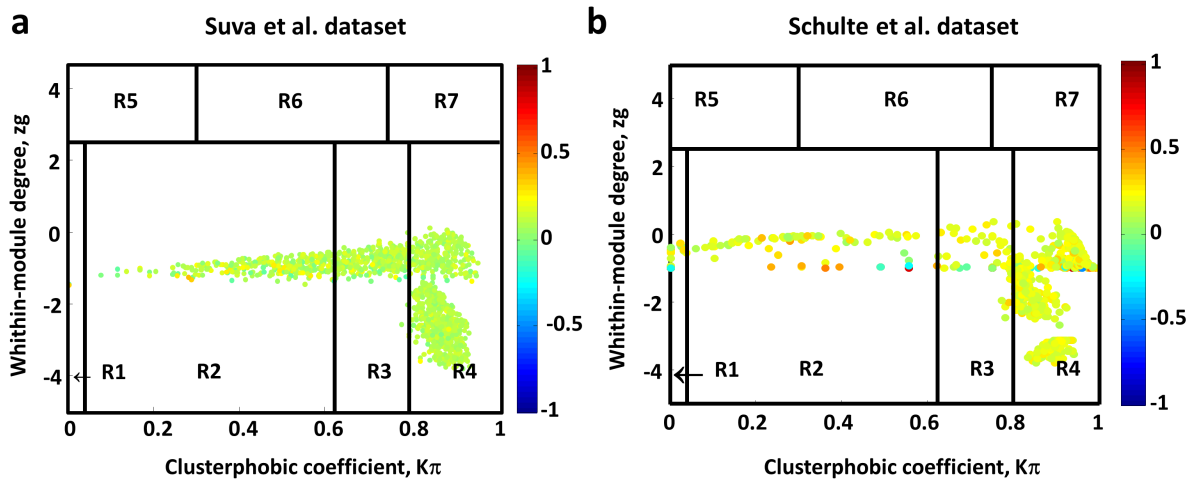 a
Suva et al. dataset
Whithin-module degree, zg
4
2
0
-2
-4
R5
R6
R7
R1
R2
R3
R4
0
0.2
0.4
0.6
0.8
1
Clusterphobic coefficient, Kπ
1
0.5
0
-0.5
-1
b
Schulte et al. dataset
Whithin-module degree, zg
4
2
0
-2
-4
R5
R6
R7
R1
R2
R3
R4
0
0.2
0.4
0.6
0.8
1
Clusterphobic coefficient, Kπ
1
0.5
0
-0.5
-1